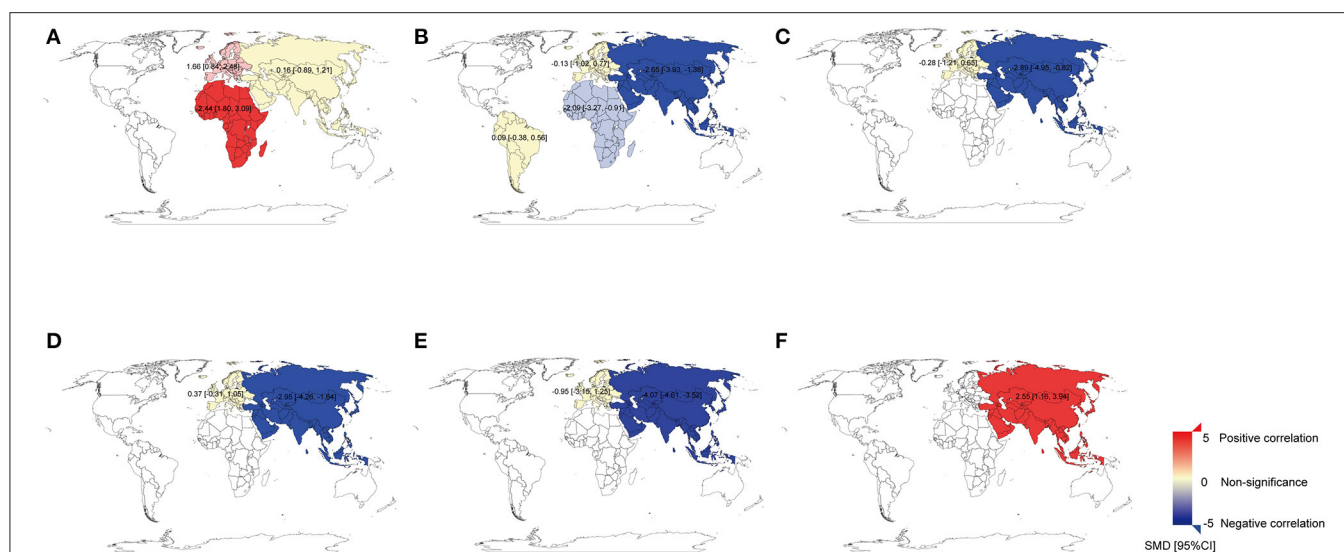 A
1.66 [0.84, 2.48]
0.16 [-0.89, 1.21]
-2.44 [1.80, 3.09]
B
-0.13 [-1.02, 0.77]
-2.65 [-3.93, -1.38]
-2.09 [-3.27, -0.91]
0.09 [-0.38, 0.56]
C
-0.28 [-1.21, 0.65]
-2.89 [-4.95, -0.82]
D
0.37 [-0.31, 1.05]
-2.95 [-4.26, -1.64]
E
-0.95 [-3.15, 1.25]
-4.07 [-4.61, -3.52]
F
2.55 [1.16, 3.94]
5 Positive correlation
0 Non-significance
-5 Negative correlation
SMD [95%CI]